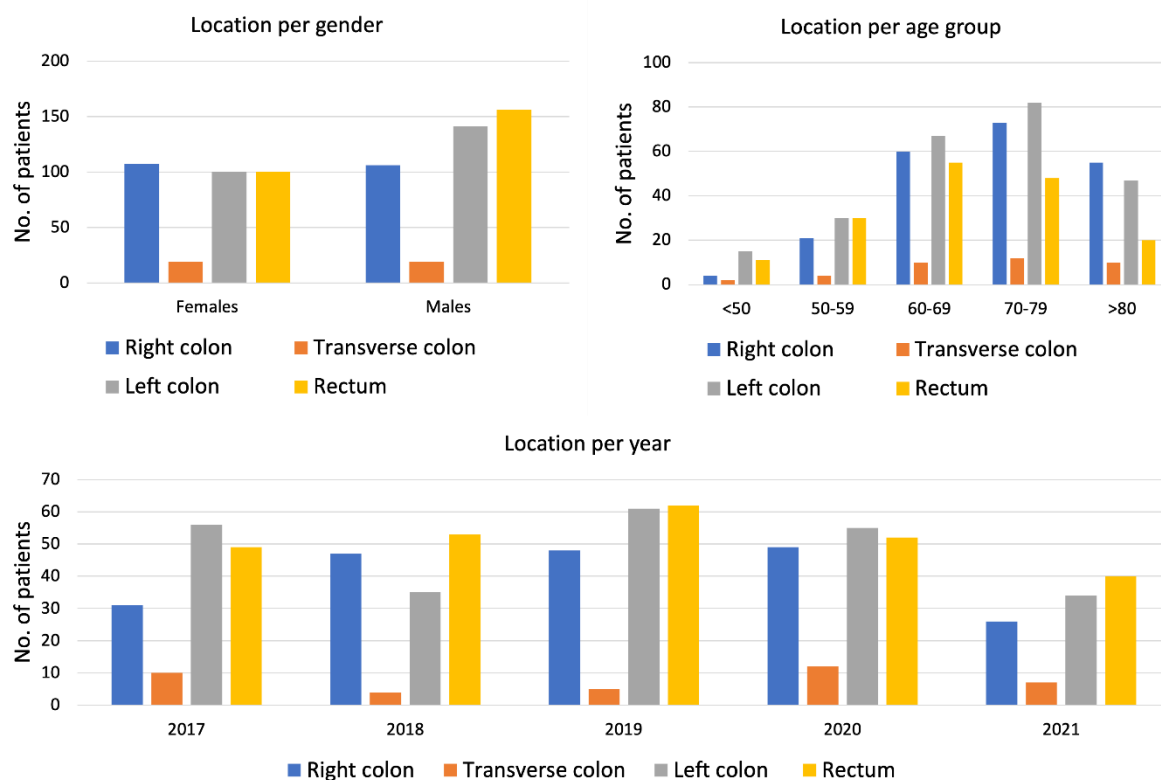 Location per gender
No. of patients
200
150
100
50
0
Females Males
Right colon Transverse colon
Left colon Rectum
Location per age group
No. of patients
100
80
60
40
20
0
<50 50-59 60-69 70-79 >80
Right colon Transverse colon
Left colon Rectum
Location per year
No. of patients
70
60
50
40
30
20
10
0
2017 2018 2019 2020 2021
Right colon Transverse colon Left colon Rectum